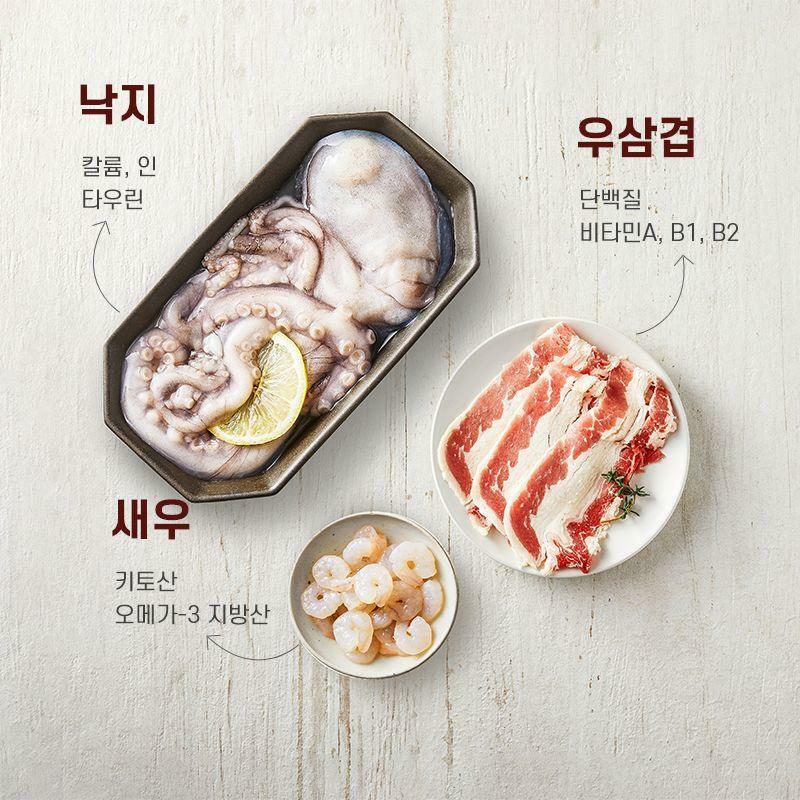 낙지
칼륨, 인
타우린
우삼겹
단백질
비타민A, B1, B2
새우
키토산
오메가-3 지방산